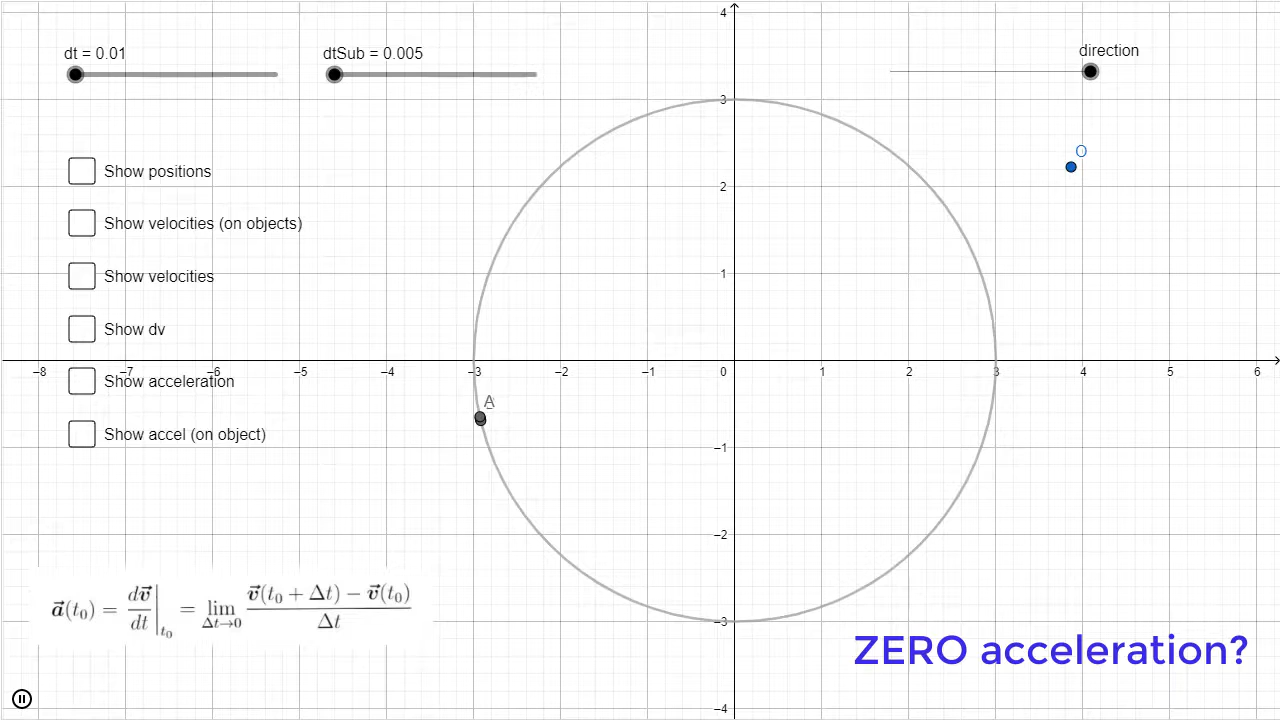 dt = 0.01
dtSub = 0.005
direction
Show positions
Show velocities (on objects)
Show velocities
Show dv
Show acceleration
Show accel (on object)
O
A
4
3
2
1
−1
−2
−3
−4
−8 −7 −6 −5 −4 −3 −2 −1 0 1 2 3 4 5 6
a⃗(t₀) = dv⃗/dt |t₀ = lim Δt→0 v⃗(t₀ + Δt) − v⃗(t₀) / Δt
ZERO acceleration?